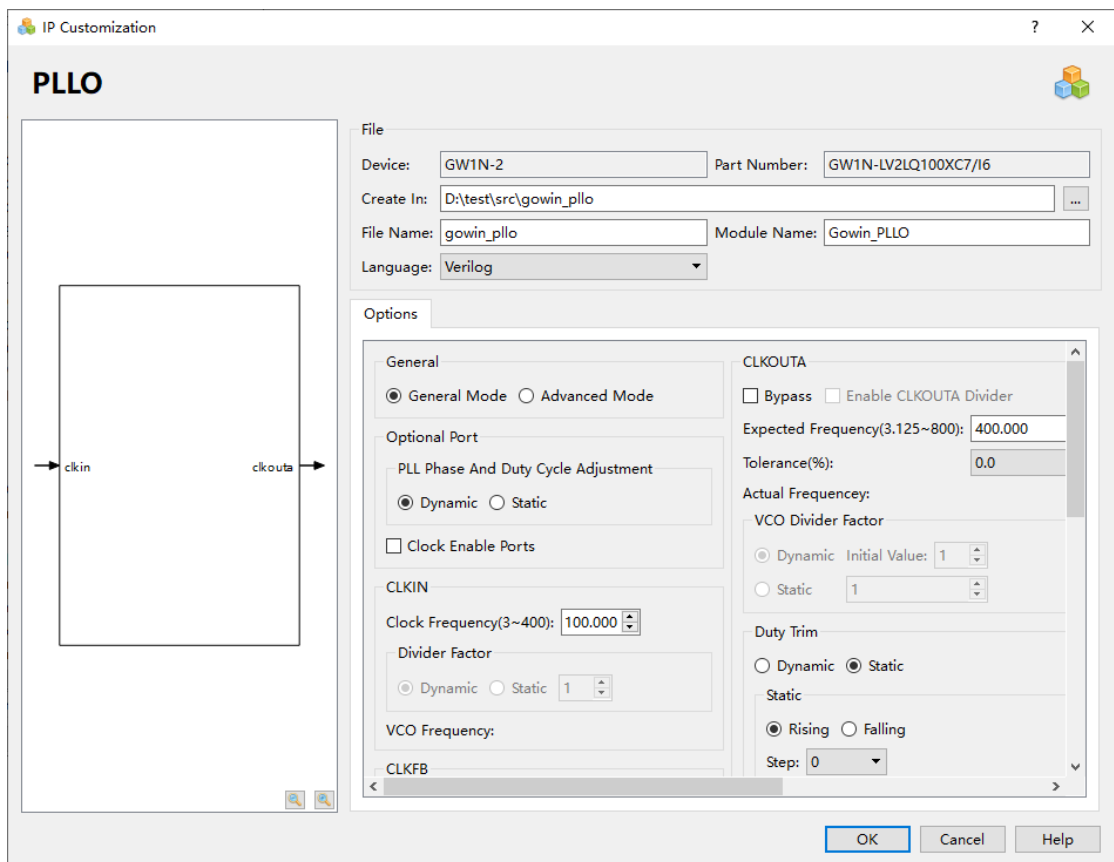 IP Customization
?
PLLO
clkin
clkouta
File
Device: GW1N-2 Part Number: GW1N-LV2LQ100XC7/I6
Create In: D:\test\src\gowin_pllo ...
File Name: gowin_pllo Module Name: Gowin_PLLO
Language: Verilog
Options
General
General Mode Advanced Mode
Optional Port
PLL Phase And Duty Cycle Adjustment
Dynamic Static
Clock Enable Ports
CLKIN
Clock Frequency(3~400): 100.000
Divider Factor
Dynamic Static 1
VCO Frequency:
CLKFB
CLKOUTA
Bypass Enable CLKOUTA Divider
Expected Frequency(3.125~800): 400.000
Tolerance(%): 0.0
Actual Frequencey:
VCO Divider Factor
Dynamic Initial Value: 1
Static 1
Duty Trim
Dynamic Static
Static
Rising Falling
Step: 0
OK Cancel Help